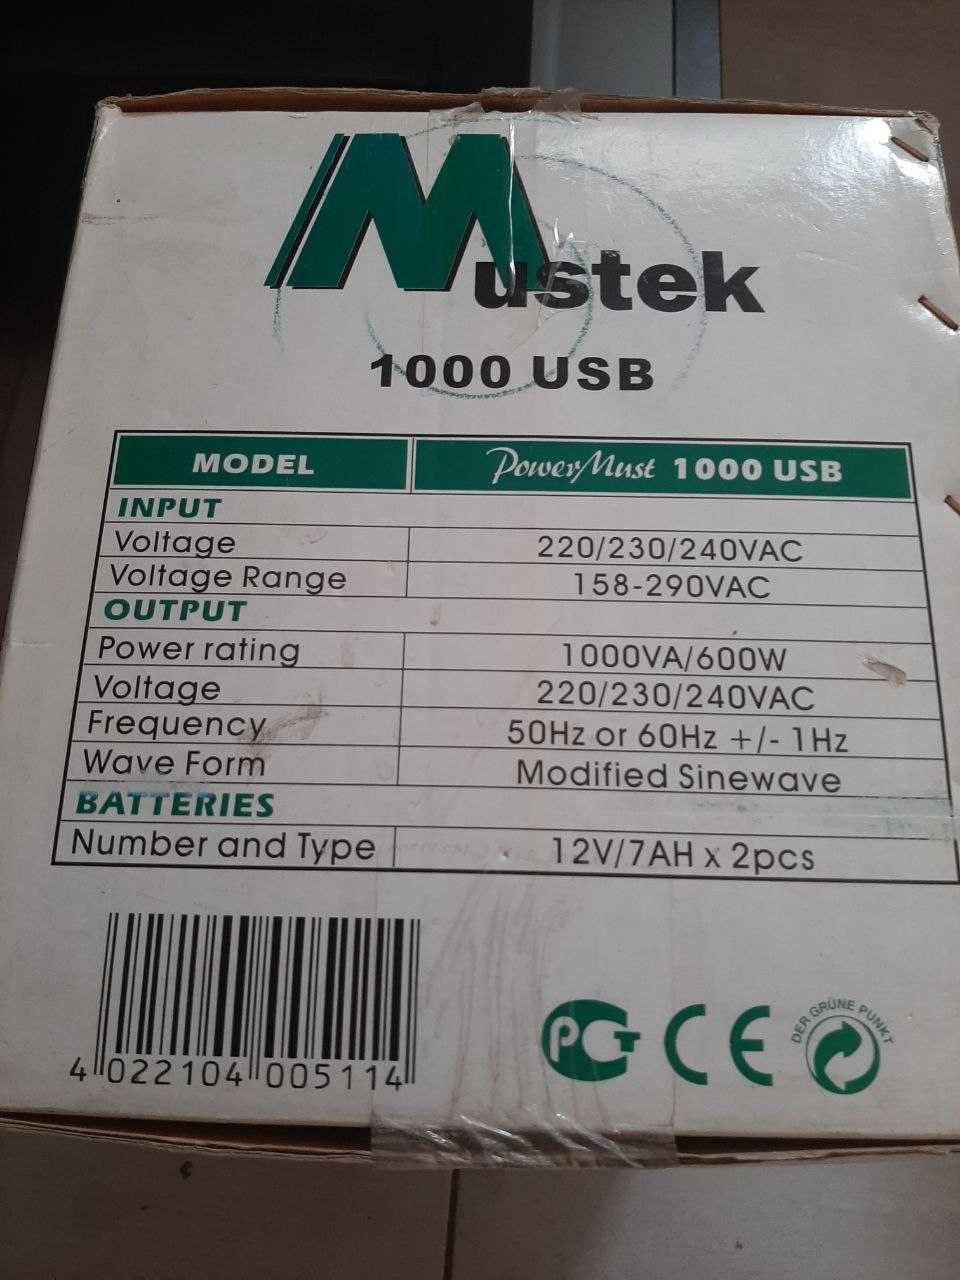 Mustek
1000 USB
MODEL PowerMust 1000 USB
INPUT
Voltage 220/230/240VAC
Voltage Range 158-290VAC
OUTPUT
Power rating 1000VA/600W
Voltage 220/230/240VAC
Frequency 50Hz or 60Hz +/- 1Hz
Wave Form Modified Sinewave
BATTERIES
Number and Type 12V/7AH x 2pcs
4 022104 005114
РСТ CE DER GRÜNE PUNKT